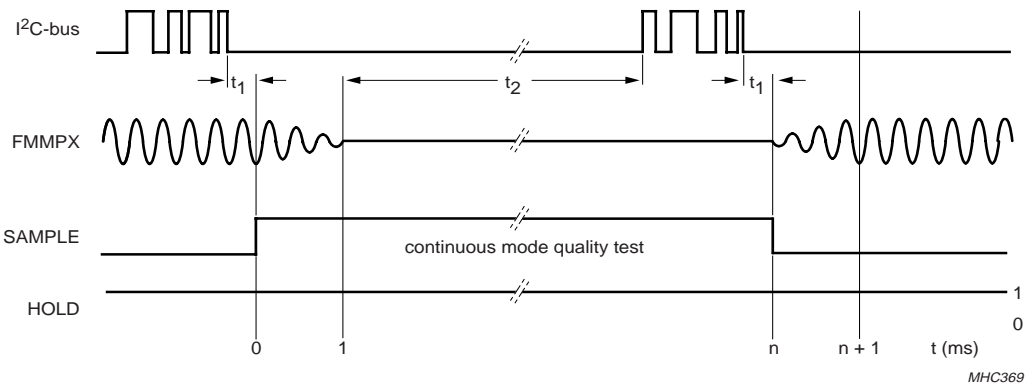 I²C-bus
t₁
t₂
t₁
FMMPX
SAMPLE
continuous mode quality test
HOLD
1
0
0
1
n
n + 1
t (ms)
MHC369